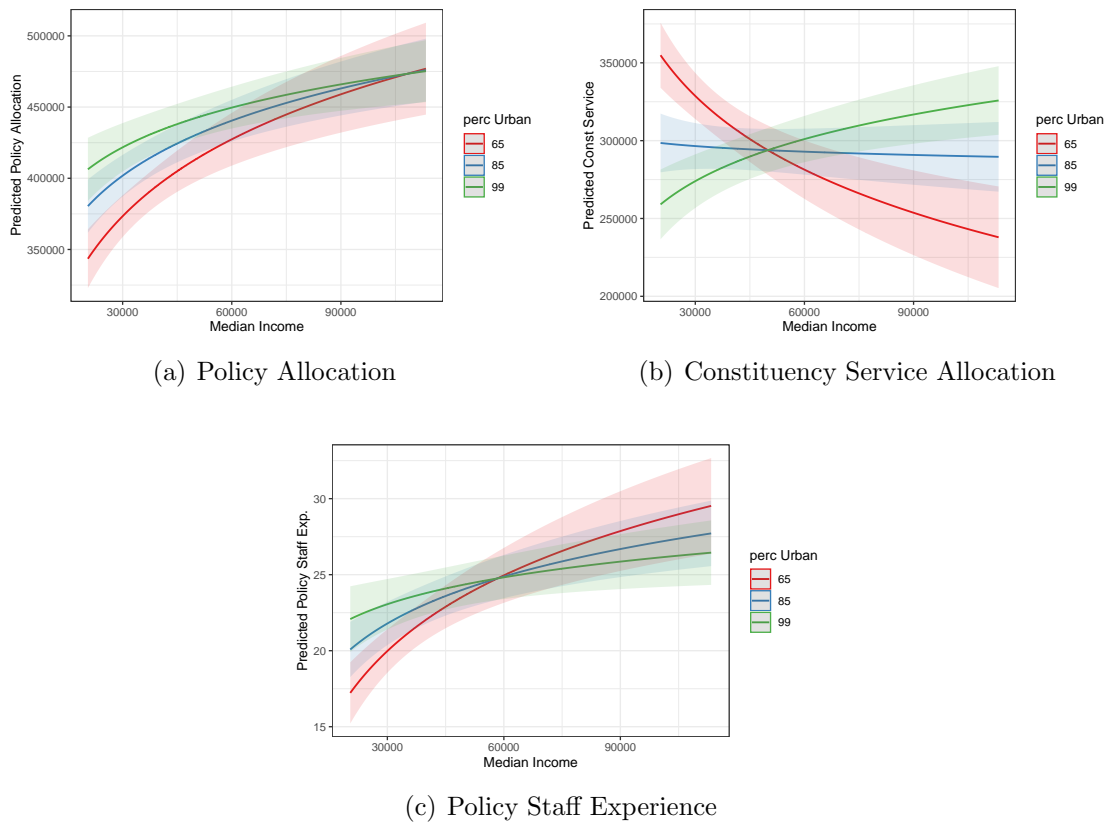 500000
450000
400000
350000
Predicted Policy Allocation
30000 60000 90000
Median Income
perc Urban
65
85
99
(a) Policy Allocation
350000
300000
250000
200000
Predicted Const Service
30000 60000 90000
Median Income
perc Urban
65
85
99
(b) Constituency Service Allocation
30
25
20
15
Predicted Policy Staff Exp.
30000 60000 90000
Median Income
perc Urban
65
85
99
(c) Policy Staff Experience